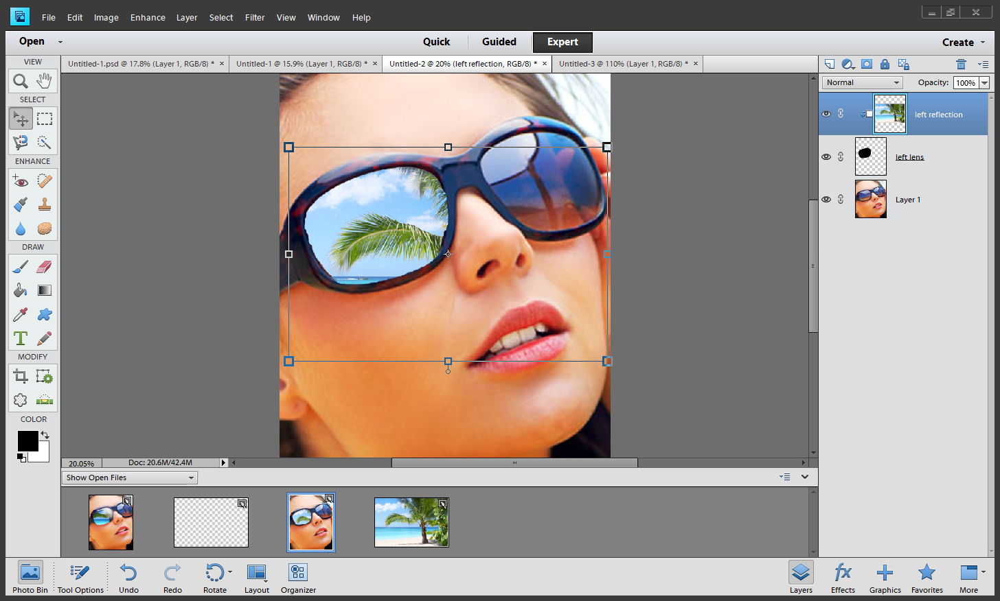 File Edit Image Enhance Layer Select Filter View Window Help
Open Quick Guided Expert Create
VIEW
Untitled-1.psd @ 17.8% (Layer 1, RGB/8) * × Untitled-1 @ 15.9% (Layer 1, RGB/8) * × Untitled-2 @ 20% (left reflection, RGB/8) * × Untitled-3 @ 110% (Layer 1, RGB/8) * ×
Normal Opacity: 100%
SELECT
left reflection
ENHANCE
left lens
Layer 1
DRAW
T
MODIFY
COLOR
20.05% Doc: 20.6M/42.4M
Show Open Files
fx
Photo Bin Tool Options Undo Redo Rotate Layout Organizer Layers Effects Graphics Favorites More